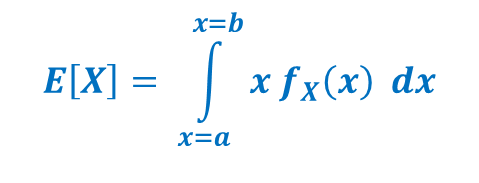 x=b
E[X] = ∫ x f_X(x) dx
x=a